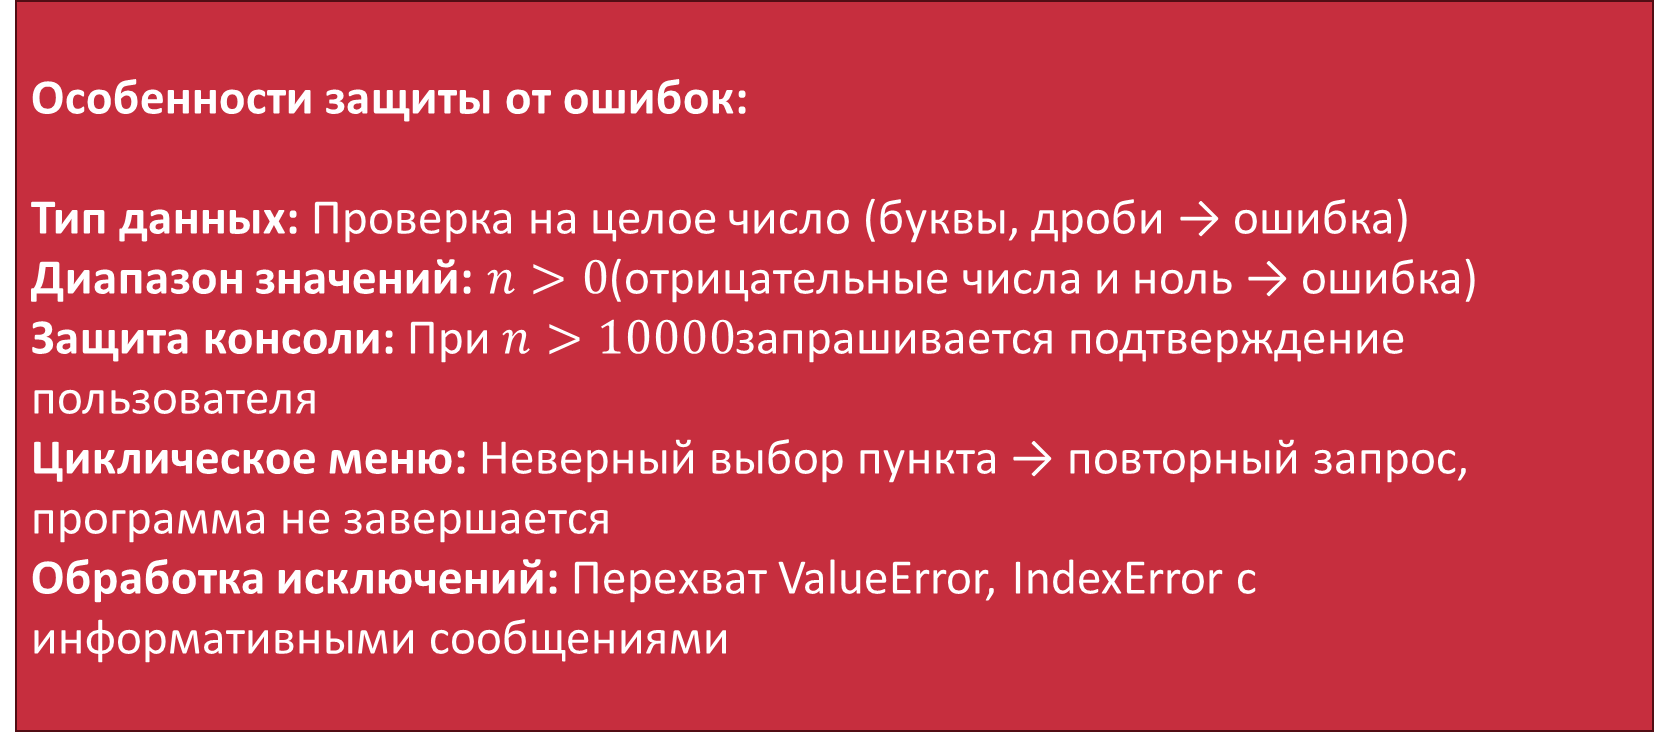 Особенности защиты от ошибок:
Тип данных: Проверка на целое число (буквы, дроби → ошибка)
Диапазон значений: n > 0(отрицательные числа и ноль → ошибка)
Защита консоли: При n > 10000запрашивается подтверждение
пользователя
Циклическое меню: Неверный выбор пункта → повторный запрос,
программа не завершается
Обработка исключений: Перехват ValueError, IndexError с
информативными сообщениями